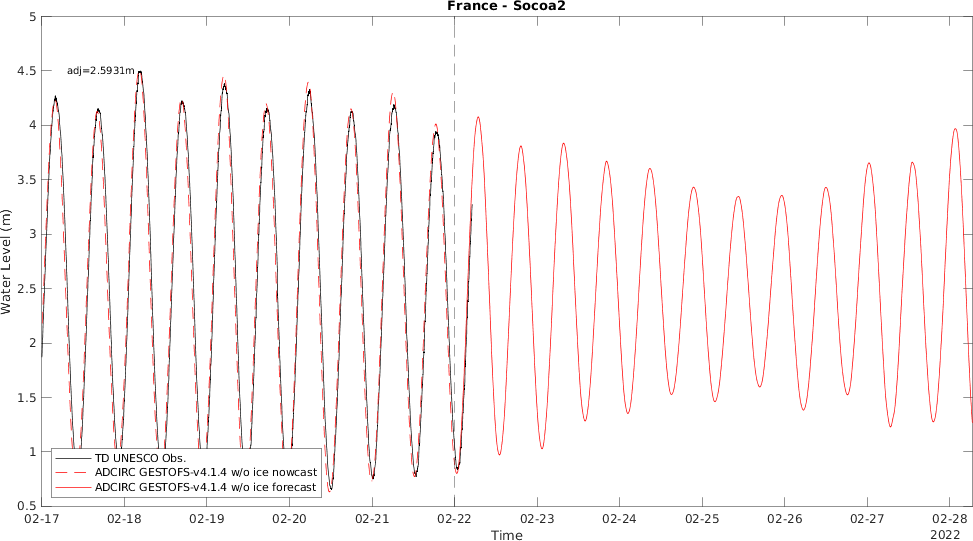 France - Socoa2
adj=2.5931m
Water Level (m)
5
4.5
4
3.5
3
2.5
2
1.5
1
0.5
TD UNESCO Obs.
ADCIRC GESTOFS-v4.1.4 w/o ice nowcast
ADCIRC GESTOFS-v4.1.4 w/o ice forecast
02-17 02-18 02-19 02-20 02-21 02-22 02-23 02-24 02-25 02-26 02-27 02-28
2022
Time